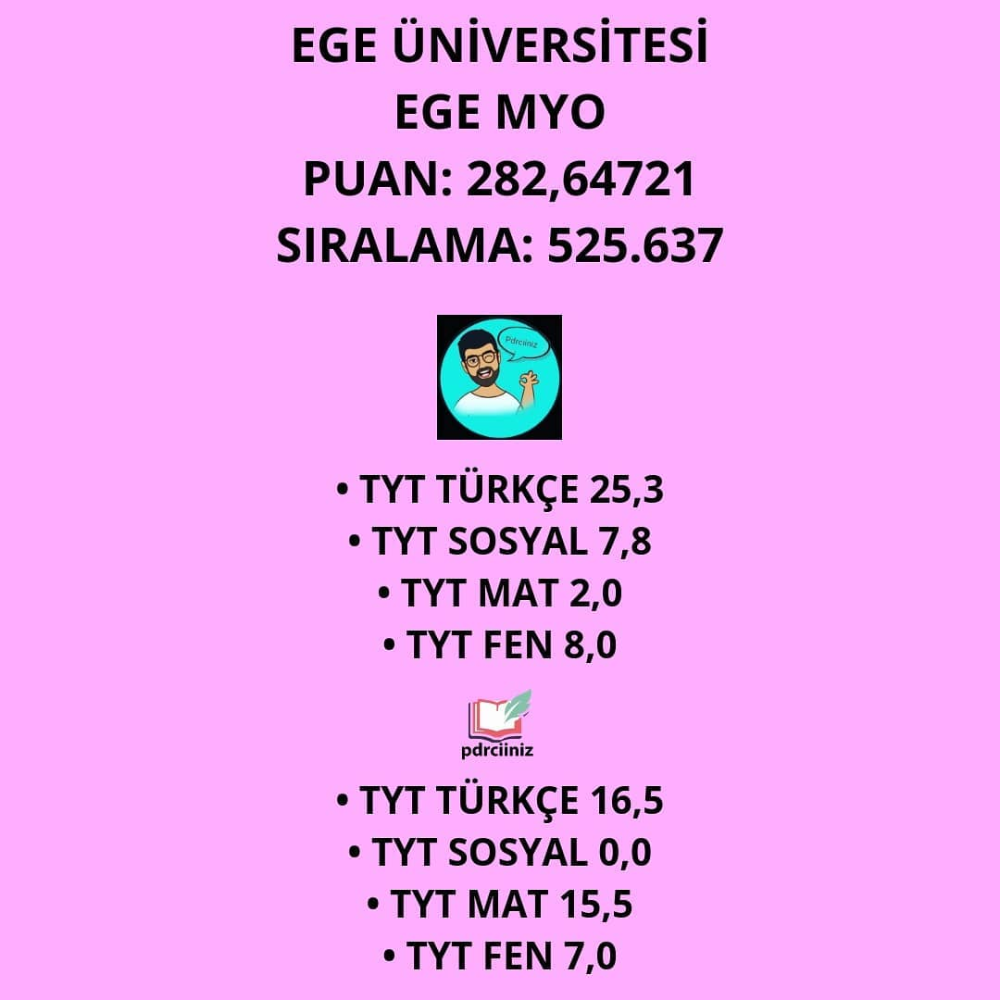 EGE ÜNİVERSİTESİ
EGE MYO
PUAN: 282,64721
SIRALAMA: 525.637
Pdrciiniz
• TYT TÜRKÇE 25,3
• TYT SOSYAL 7,8
• TYT MAT 2,0
• TYT FEN 8,0
pdrciiniz
• TYT TÜRKÇE 16,5
• TYT SOSYAL 0,0
• TYT MAT 15,5
• TYT FEN 7,0